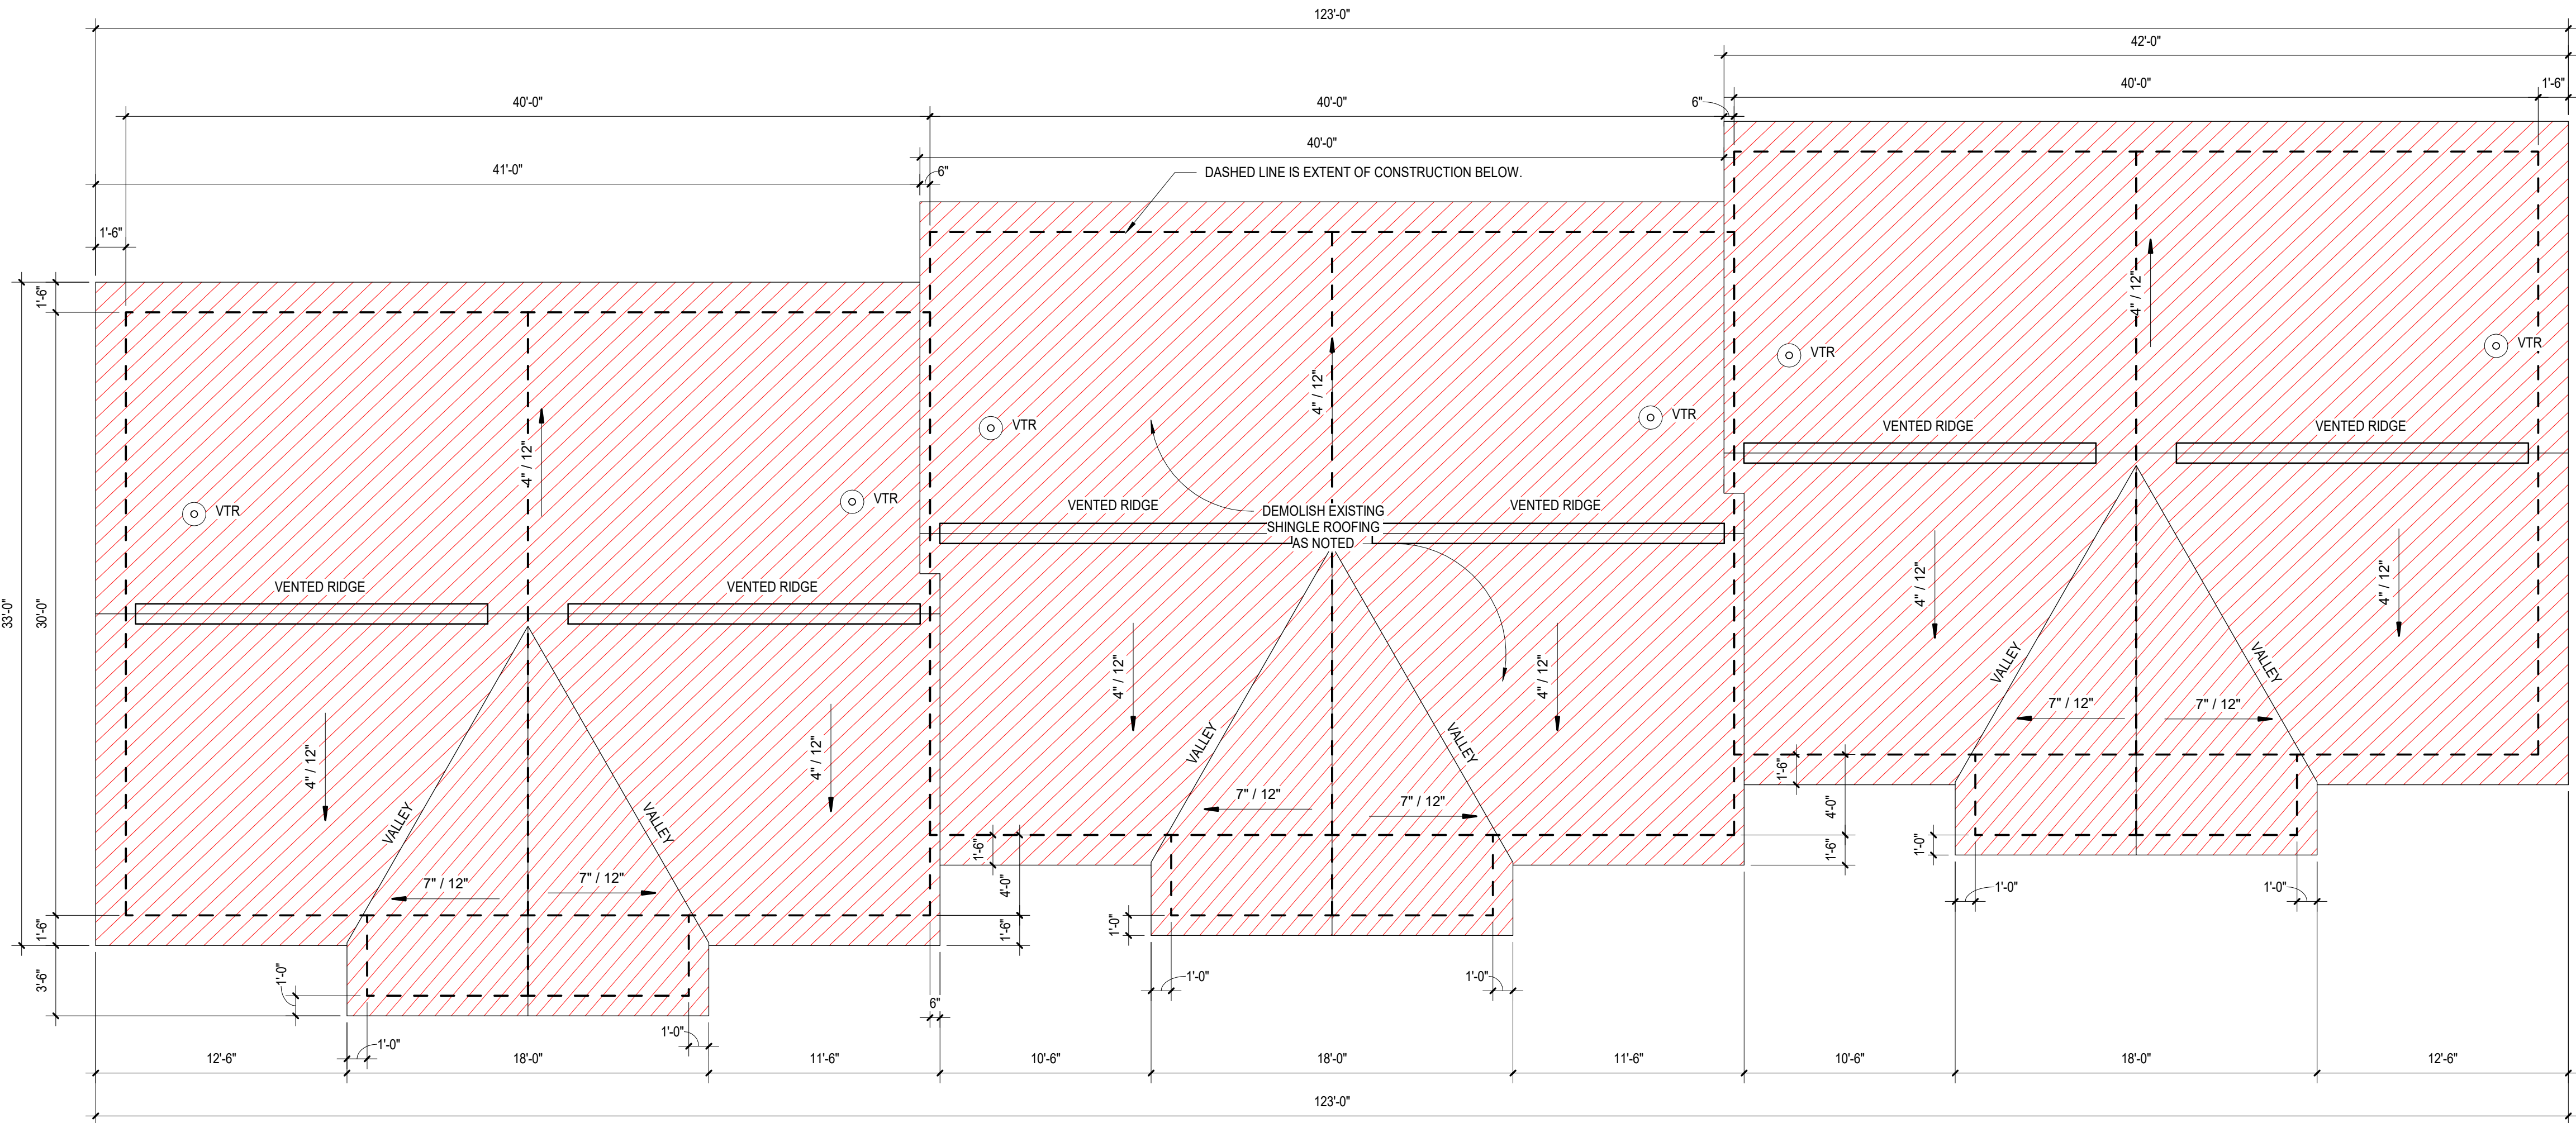 123'-0"
42'-0"
40'-0"
1'-6"
40'-0"
40'-0"
6"
40'-0"
41'-0"
6"
DASHED LINE IS EXTENT OF CONSTRUCTION BELOW.
1'-6"
1'-6"
33'-0"
30'-0"
1'-6"
3'-6"
4" / 12"
4" / 12"
4" / 12"
VTR
VTR
VTR
VTR
VTR
VTR
VENTED RIDGE
VENTED RIDGE
VENTED RIDGE
VENTED RIDGE
VENTED RIDGE
VENTED RIDGE
DEMOLISH EXISTING
SHINGLE ROOFING
AS NOTED
4" / 12"
4" / 12"
4" / 12"
4" / 12"
4" / 12"
4" / 12"
VALLEY
VALLEY
VALLEY
VALLEY
VALLEY
VALLEY
7" / 12"
7" / 12"
7" / 12"
7" / 12"
7" / 12"
7" / 12"
1'-6"
4'-0"
1'-6"
1'-0"
1'-6"
4'-0"
1'-6"
1'-0"
1'-0"
1'-0"
1'-0"
1'-0"
1'-0"
6"
1'-0"
1'-0"
12'-6"
18'-0"
11'-6"
10'-6"
18'-0"
11'-6"
10'-6"
18'-0"
12'-6"
123'-0"